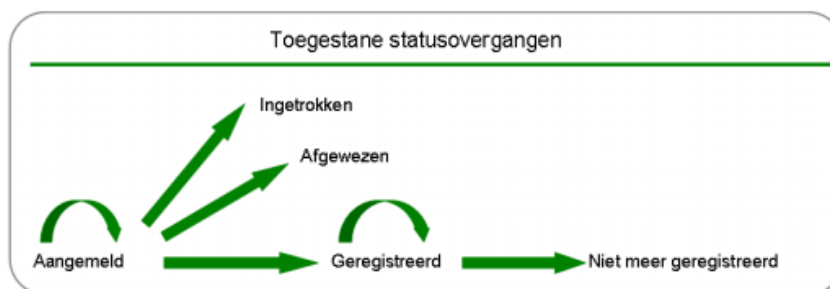 Toegestane statusovergangen
Ingetrokken
Afgewezen
Aangemeld
Geregistreerd
Niet meer geregistreerd